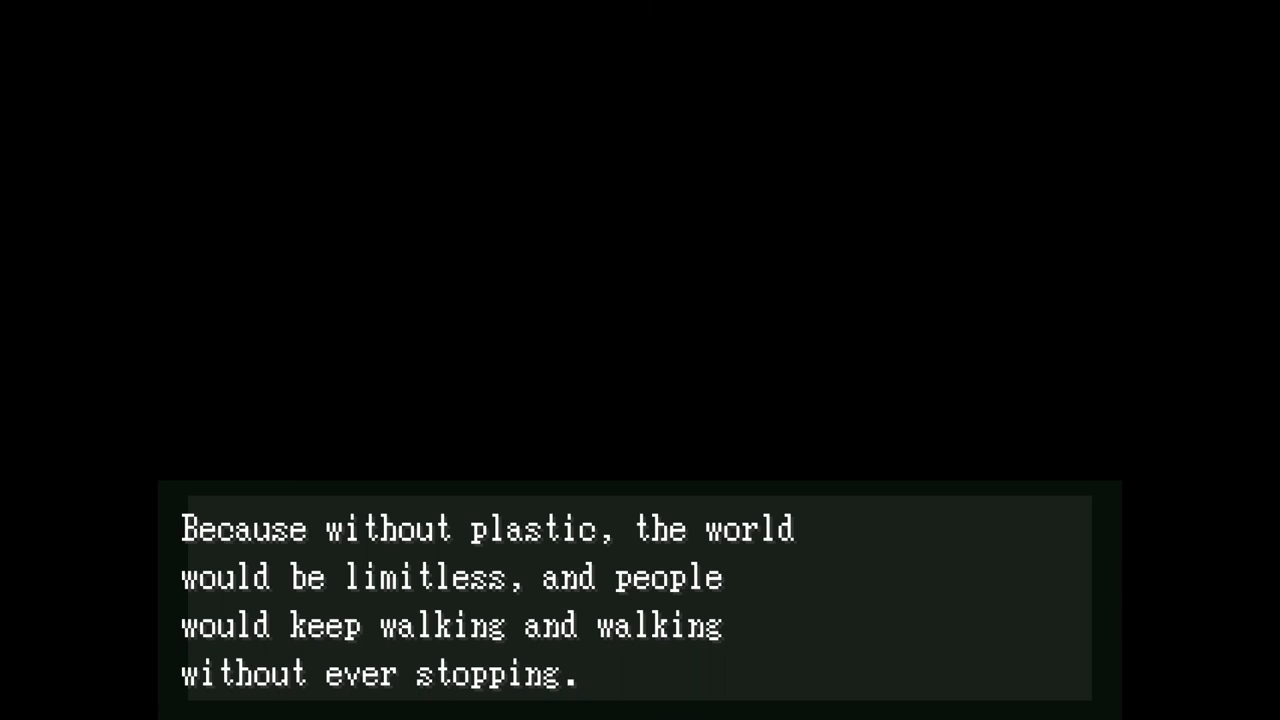 Because without plastic, the world
would be limitless, and people
would keep walking and walking
without ever stopping.